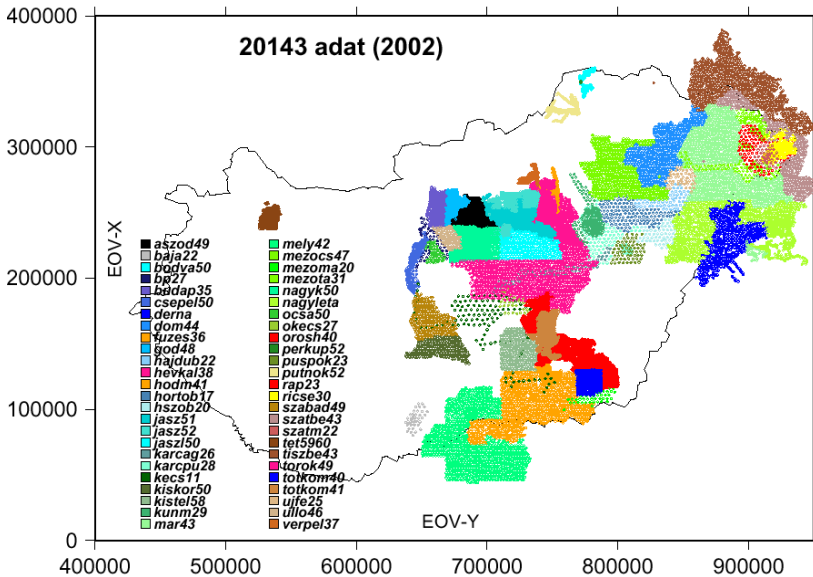 20143 adat (2002)
400000
300000
200000
100000
0
EOV-X
aszod49
baja22
bodva50
bp27
budap35
csepel50
derna
dom44
fuzes36
god48
hajdub22
hevkal38
hodm41
hortob17
hszob20
jasz51
jasz52
jaszl50
karcag26
karcpu28
kecs11
kiskor50
kistel58
kunm29
mar43
mely42
mezocs47
mezoma20
mezota31
nagyk50
nagyleta
ocsa50
okecs27
orosh40
perkup52
puspok23
putnok52
rap23
ricse30
szabad49
szatbe43
szatm22
tet5960
tiszbe43
torok49
totkom40
totkom41
ujfe25
ullo46
verpel37
EOV-Y
400000
500000
600000
700000
800000
900000